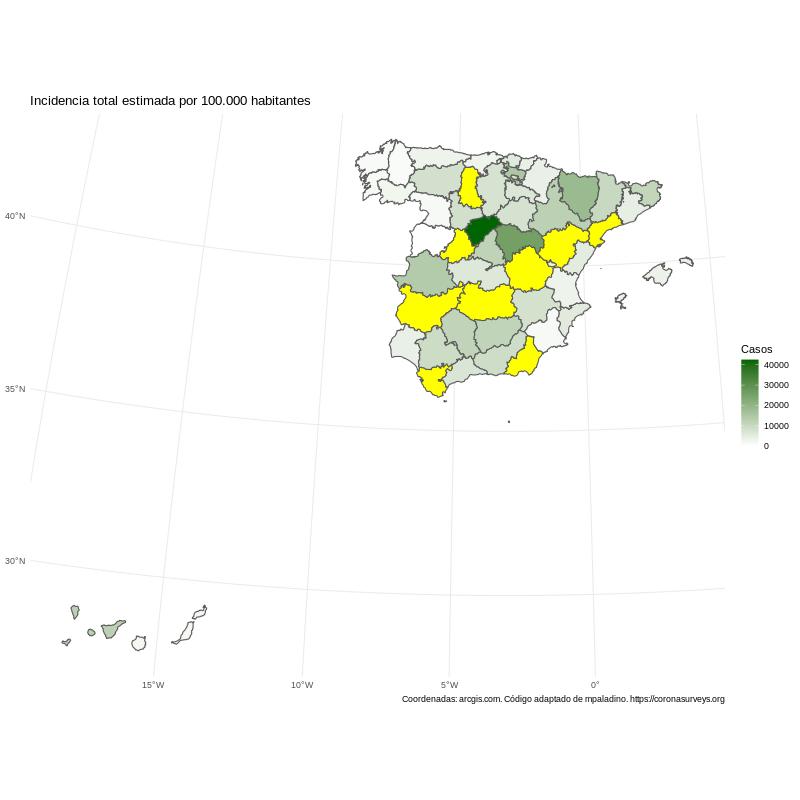 Incidencia total estimada por 100.000 habitantes
40°N
35°N
30°N
15°W
10°W
5°W
0°
Casos
40000
30000
20000
10000
0
Coordenadas: arcgis.com. Código adaptado de mpaladino. https://coronasurveys.org